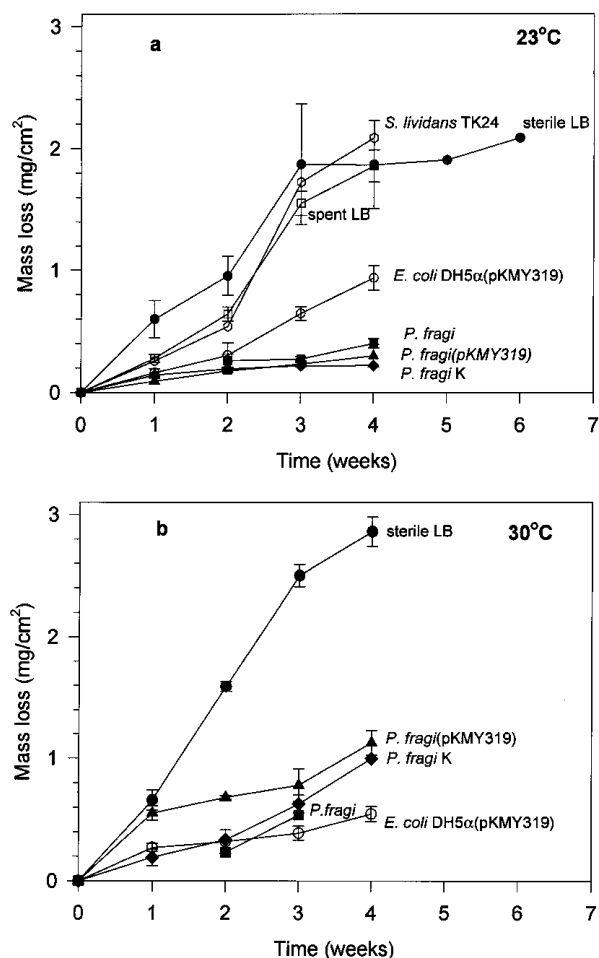 a
23°C
3
2
1
0
Mass loss (mg/cm²)
S. lividans TK24
sterile LB
spent LB
E. coli DH5α(pKMY319)
P. fragi
P. fragi(pKMY319)
P. fragi K
0 1 2 3 4 5 6 7
Time (weeks)
b
30°C
3
2
1
0
Mass loss (mg/cm²)
sterile LB
P. fragi(pKMY319)
P. fragi K
P.fragi
E. coli DH5α(pKMY319)
0 1 2 3 4 5 6 7
Time (weeks)